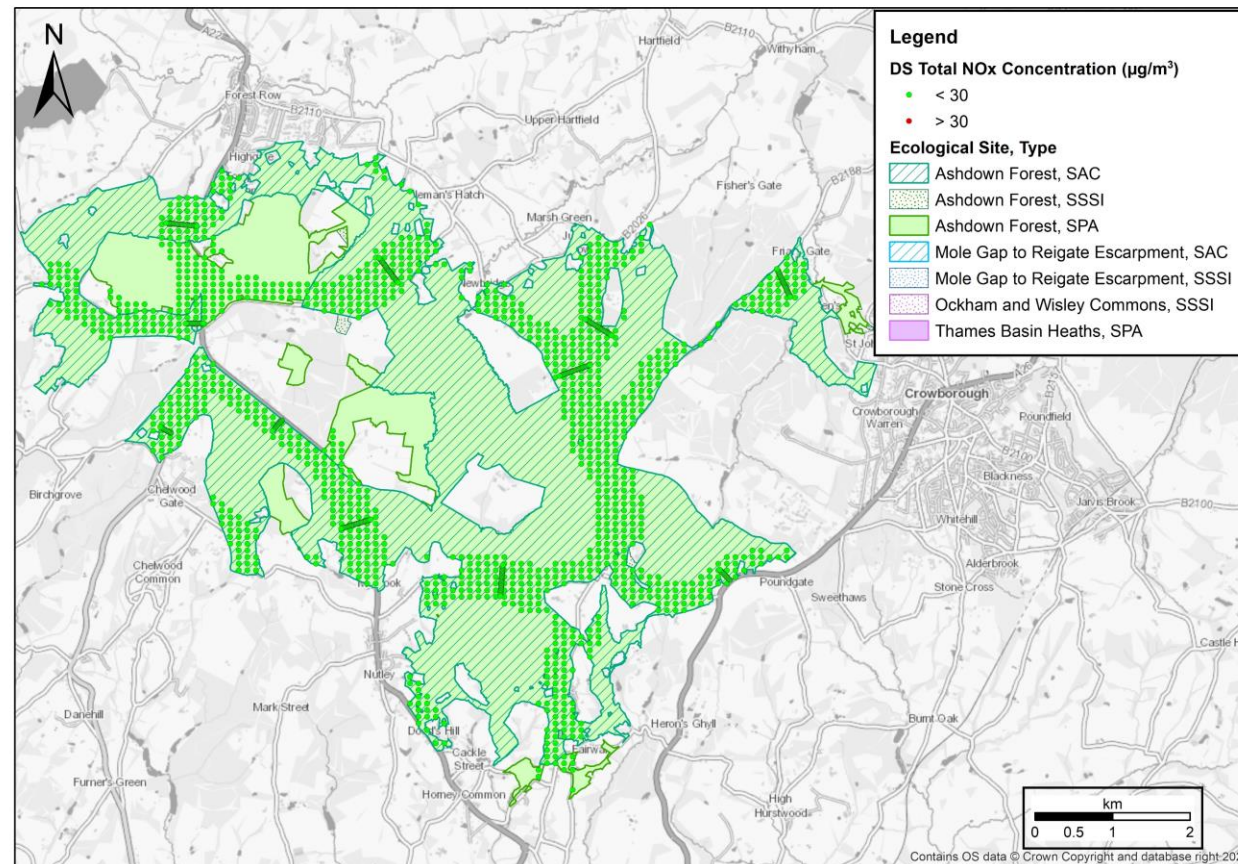 N
Legend
DS Total NOx Concentration (µg/m³)
< 30
> 30
Ecological Site, Type
Ashdown Forest, SAC
Ashdown Forest, SSSI
Ashdown Forest, SPA
Mole Gap to Reigate Escarpment, SAC
Mole Gap to Reigate Escarpment, SSSI
Ockham and Wisley Commons, SSSI
Thames Basin Heaths, SPA
Hartfield
B2110
Withyham
Forest Row
B2110
Upper Hartfield
Fisher's Gate
B2188
Marsh Green
B2026
Crowborough
Crowborough
Warren
Roundfield
B2100
Blackness
Jarvis Brook
B2100
Whitehill
Alderbrook
Stone Cross
Poundgate
Sweethaws
Birchgrove
Chelwood
Gate
Chelwood
Common
Nutley
Mark Street
Danehill
Furner's Green
Cackle
Street
Horney Common
Heron's Ghyll
Burnt Oak
High
Hurstwood
km
0 0.5 1 2
Contains OS data © Crown Copyright and database right